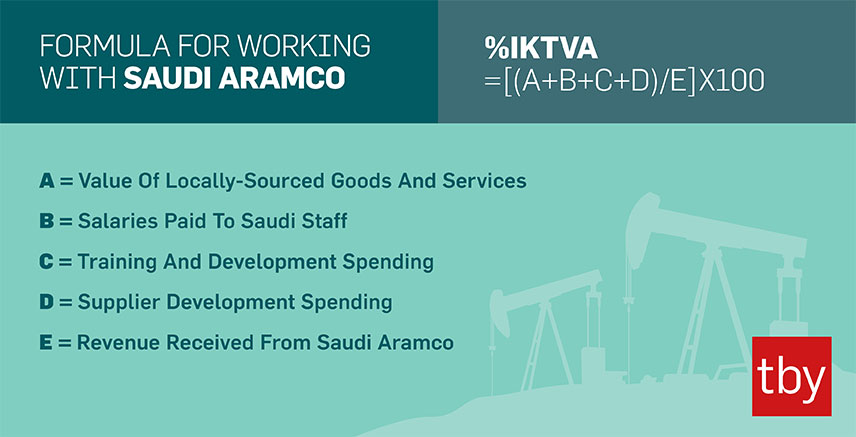 FORMULA FOR WORKING
WITH SAUDI ARAMCO
%IKTVA
=[(A+B+C+D)/E]X100
A = Value Of Locally-Sourced Goods And Services
B = Salaries Paid To Saudi Staff
C = Training And Development Spending
D = Supplier Development Spending
E = Revenue Received From Saudi Aramco
tby